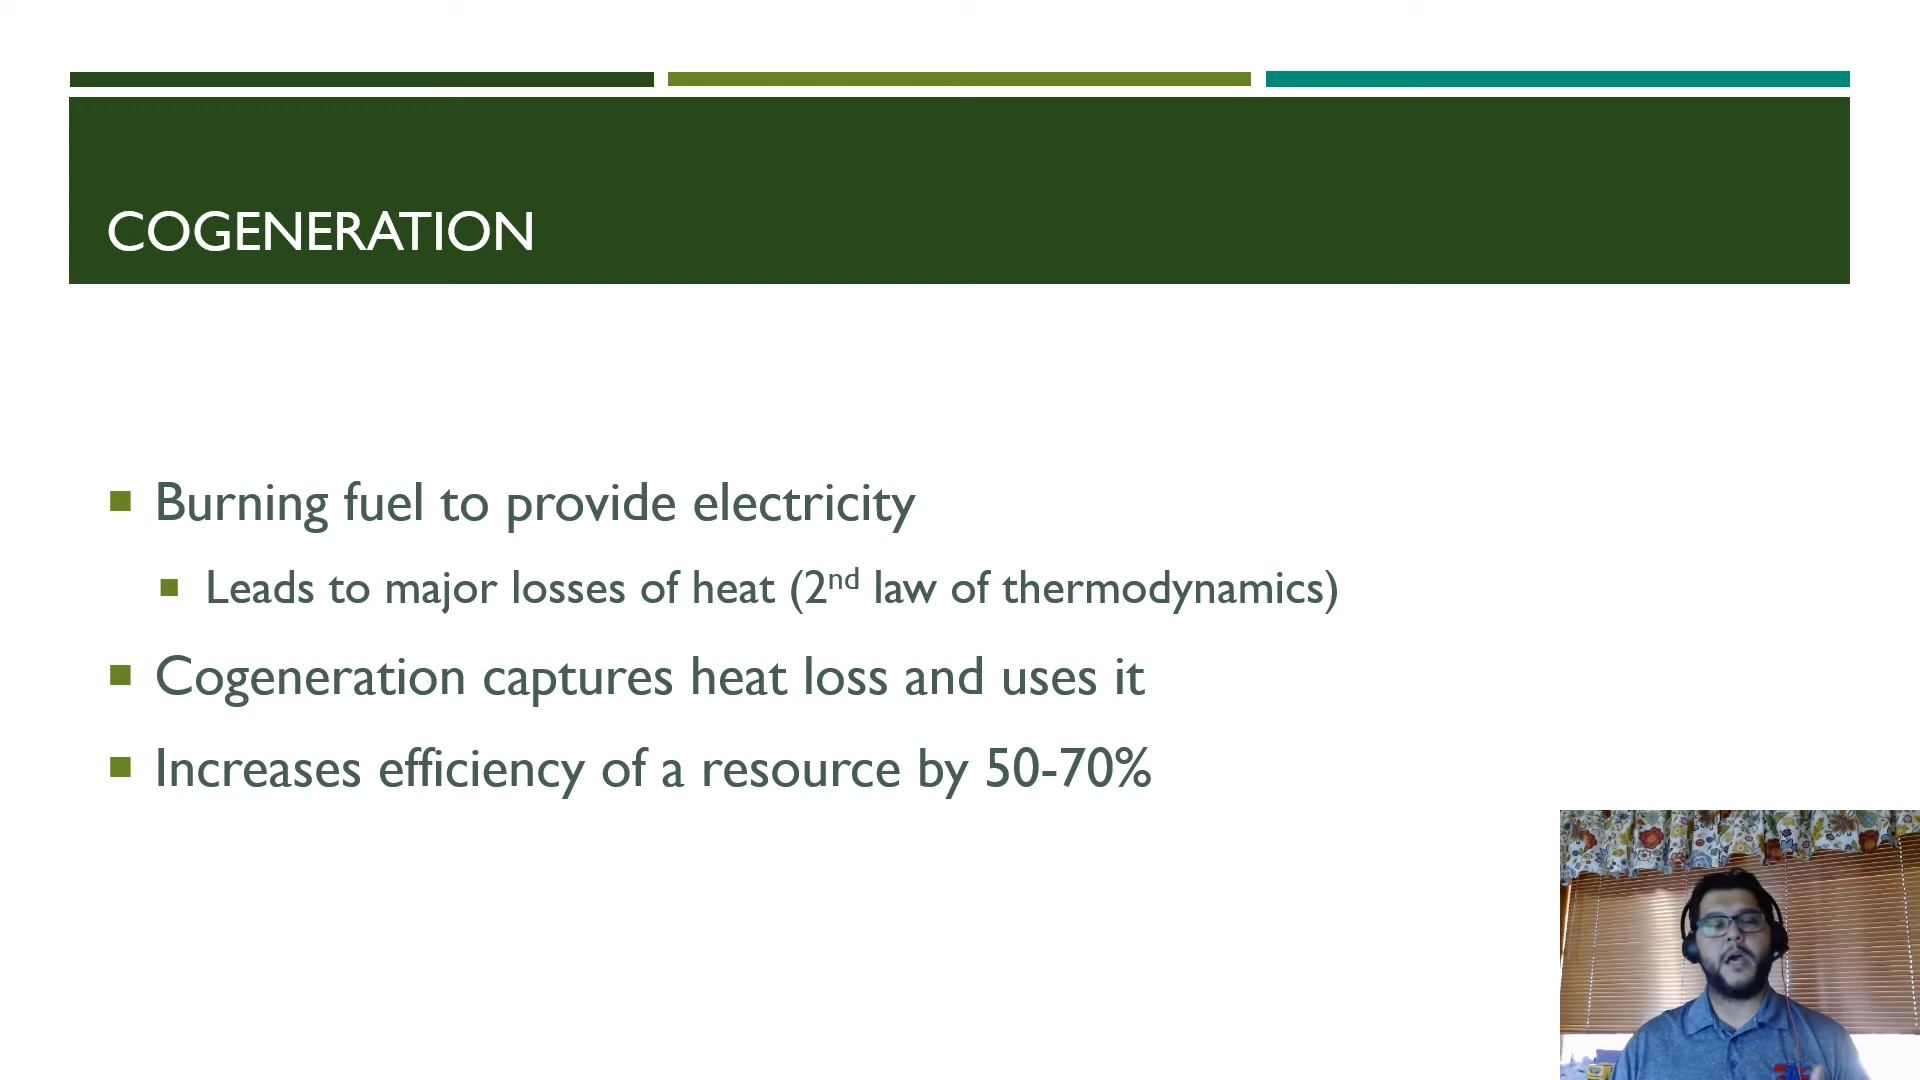 COGENERATION
Burning fuel to provide electricity
Leads to major losses of heat (2nd law of thermodynamics)
Cogeneration captures heat loss and uses it
Increases efficiency of a resource by 50-70%